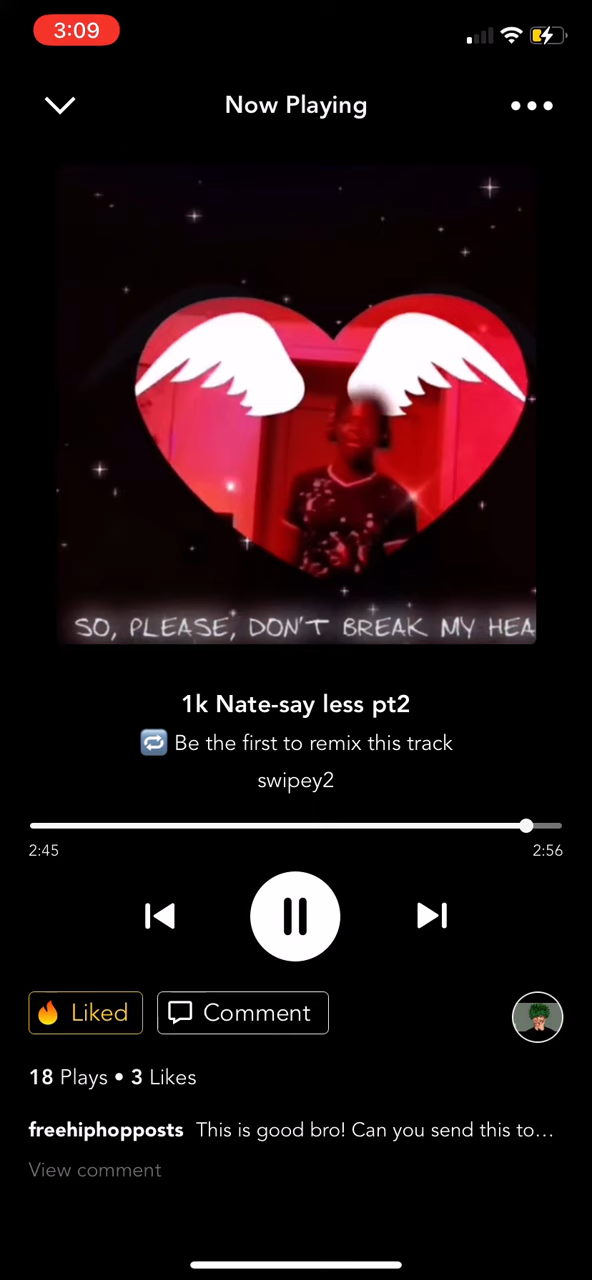 3:09
Now Playing
SO, PLEASE, DON'T BREAK MY HEA
1k Nate-say less pt2
Be the first to remix this track
swipey2
2:45
2:56
Liked
Comment
18 Plays • 3 Likes
freehiphopposts This is good bro! Can you send this to...
View comment